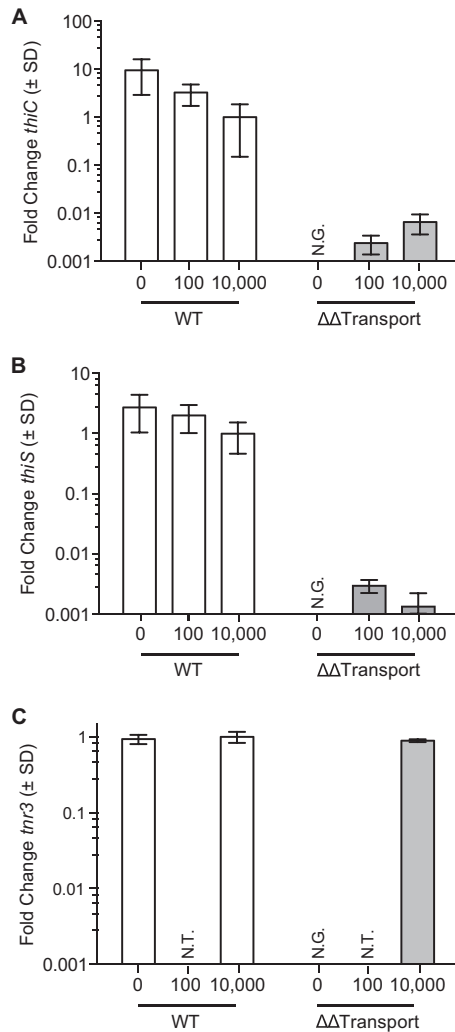 A
Fold Change thiC (± SD)
100
10
1
0.1
0.01
0.001
N.G.
0 100 10,000 0 100 10,000
WT ΔΔTransport
B
Fold Change thiS (± SD)
10
1
0.1
0.01
0.001
N.G.
0 100 10,000 0 100 10,000
WT ΔΔTransport
C
Fold Change tnr3 (± SD)
1
0.1
0.01
0.001
N.T. N.G. N.T.
0 100 10,000 0 100 10,000
WT ΔΔTransport